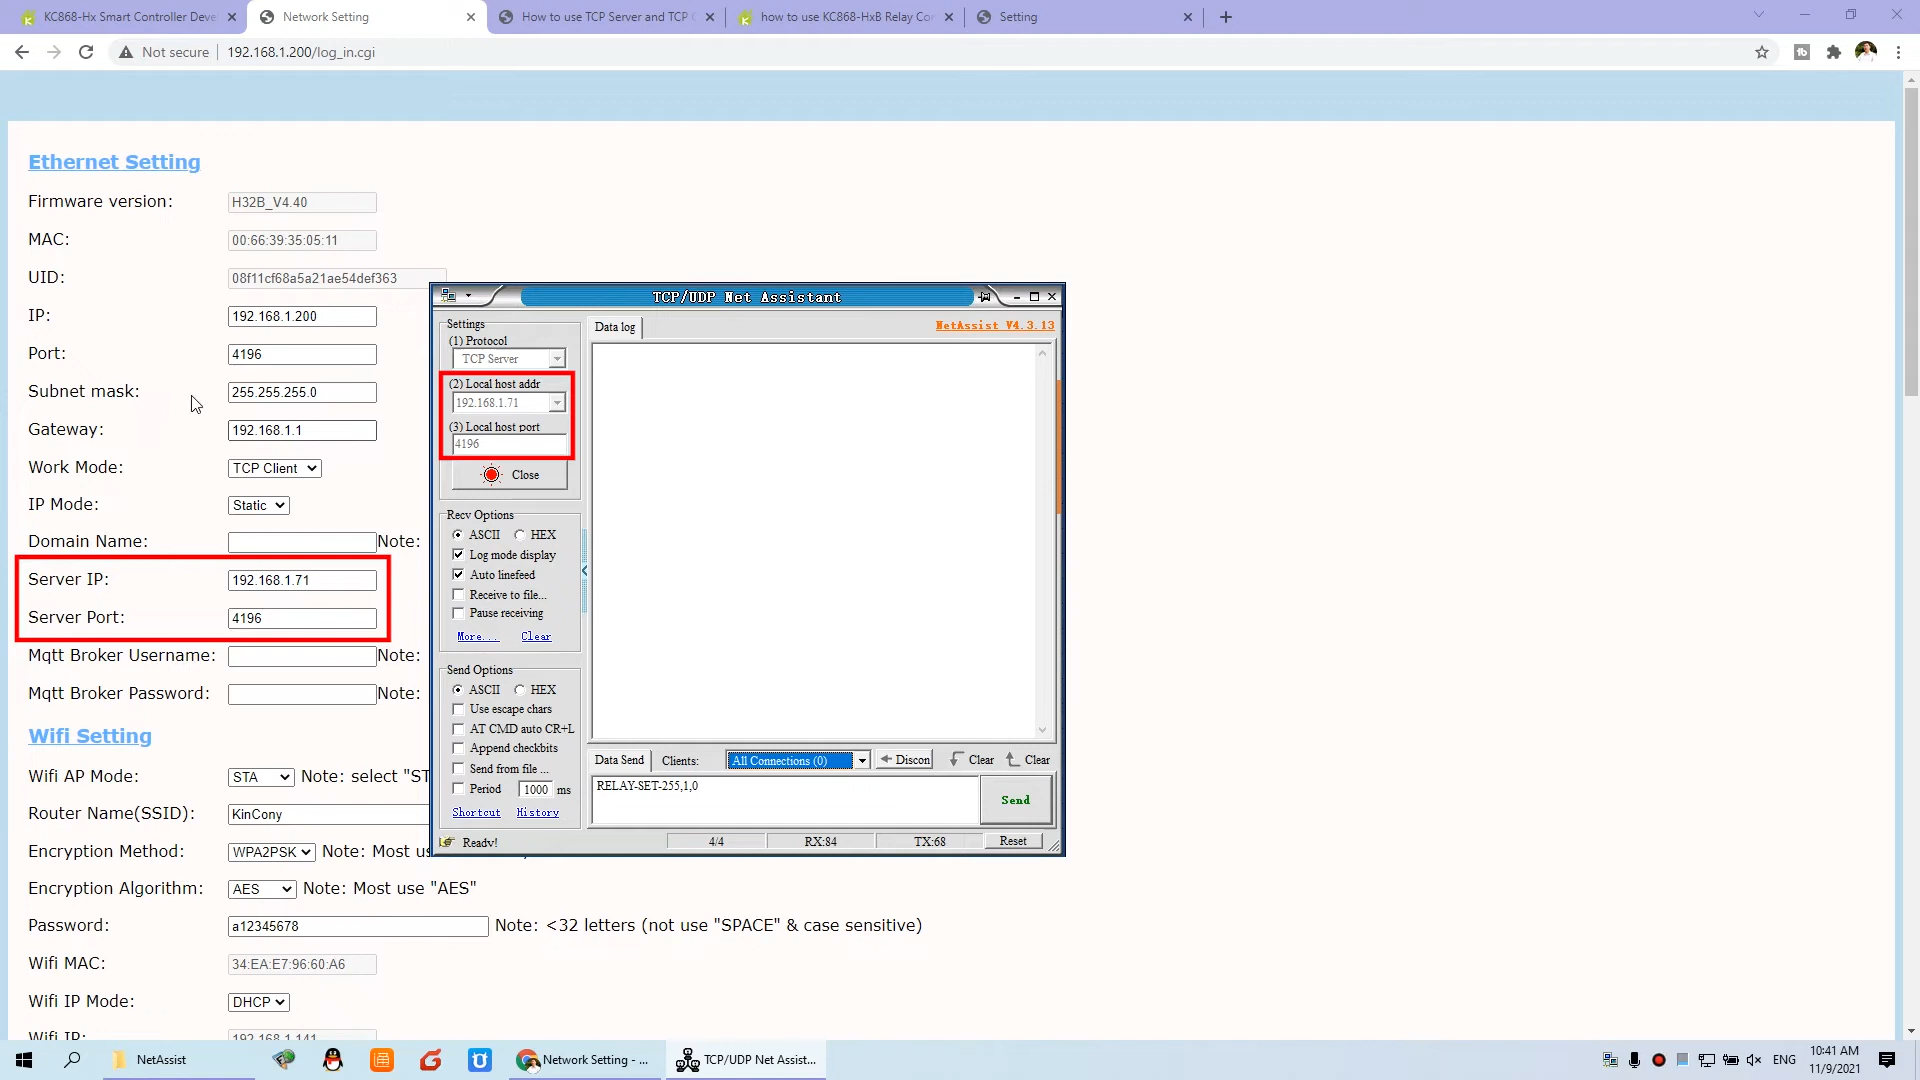 KC868-Hx Smart Controller Deve
Network Setting
How to use TCP Server and TCP C
how to use KC868-HxB Relay Con
Setting
Not secure
192.168.1.200/log_in.cgi
Ethernet Setting
Firmware version: H32B_V4.40
MAC: 00:66:39:35:05:11
UID: 08f11cf68a5a21ae54def363
IP: 192.168.1.200
Port: 4196
Subnet mask: 255.255.255.0
Gateway: 192.168.1.1
Work Mode: TCP Client
IP Mode: Static
Domain Name: Note:
Server IP: 192.168.1.71
Server Port: 4196
Mqtt Broker Username: Note:
Mqtt Broker Password: Note:
Wifi Setting
Wifi AP Mode: STA Note: select "ST
Router Name(SSID): KinCony
Encryption Method: WPA2PSK Note: Most us
Encryption Algorithm: AES Note: Most use "AES"
Password: a12345678 Note: <32 letters (not use "SPACE" & case sensitive)
Wifi MAC: 34:EA:E7:96:60:A6
Wifi IP Mode: DHCP
Wifi IP: 192.168.1.141
TCP/UDP Net Assistant
Settings
(1) Protocol
TCP Server
(2) Local host addr
192.168.1.71
(3) Local host port
4196
Close
Recv Options
ASCII HEX
Log mode display
Auto linefeed
Receive to file...
Pause receiving
More... Clear
Send Options
ASCII HEX
Use escape chars
AT CMD auto CR+L
Append checkbits
Send from file ...
Period 1000 ms
Shortcut History
Data log
NetAssist V4.3.13
Data Send Clients: All Connections (0) Discon Clear Clear
RELAY-SET-255,1,0
Send
Ready! 4/4 RX:84 TX:68 Reset
NetAssist
Network Setting - ...
TCP/UDP Net Assist...
ENG
10:41 AM
11/9/2021